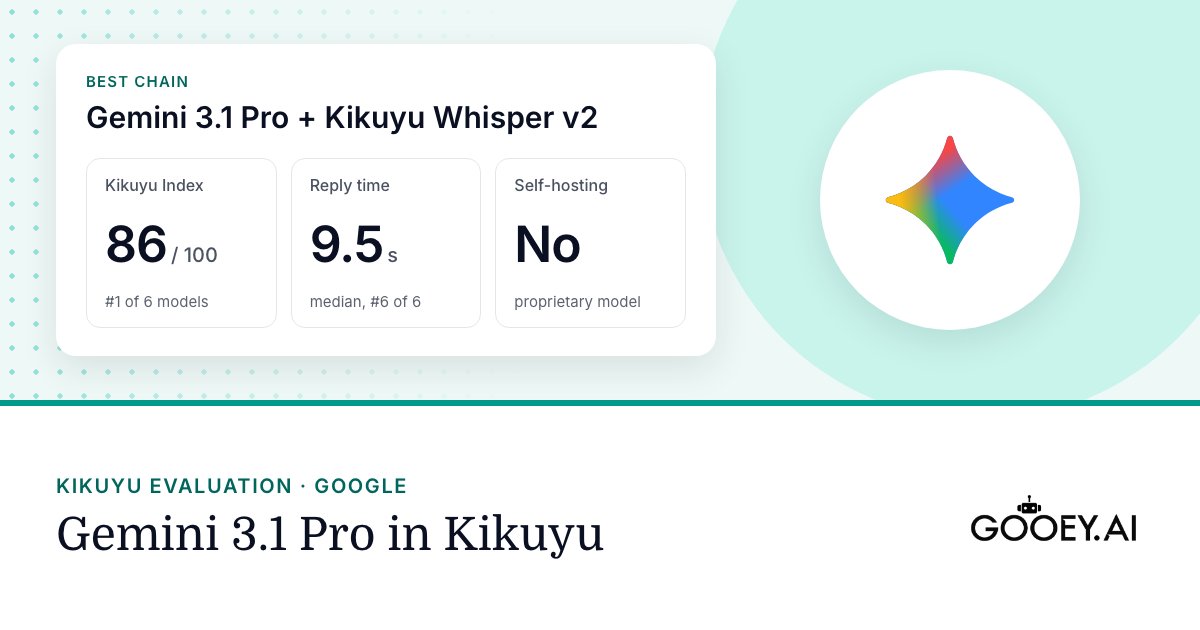 BEST CHAIN
Gemini 3.1 Pro + Kikuyu Whisper v2
Kikuyu Index
86 / 100
#1 of 6 models
Reply time
9.5 s
median, #6 of 6
Self-hosting
No
proprietary model
KIKUYU EVALUATION · GOOGLE
Gemini 3.1 Pro in Kikuyu
GOOEY.AI